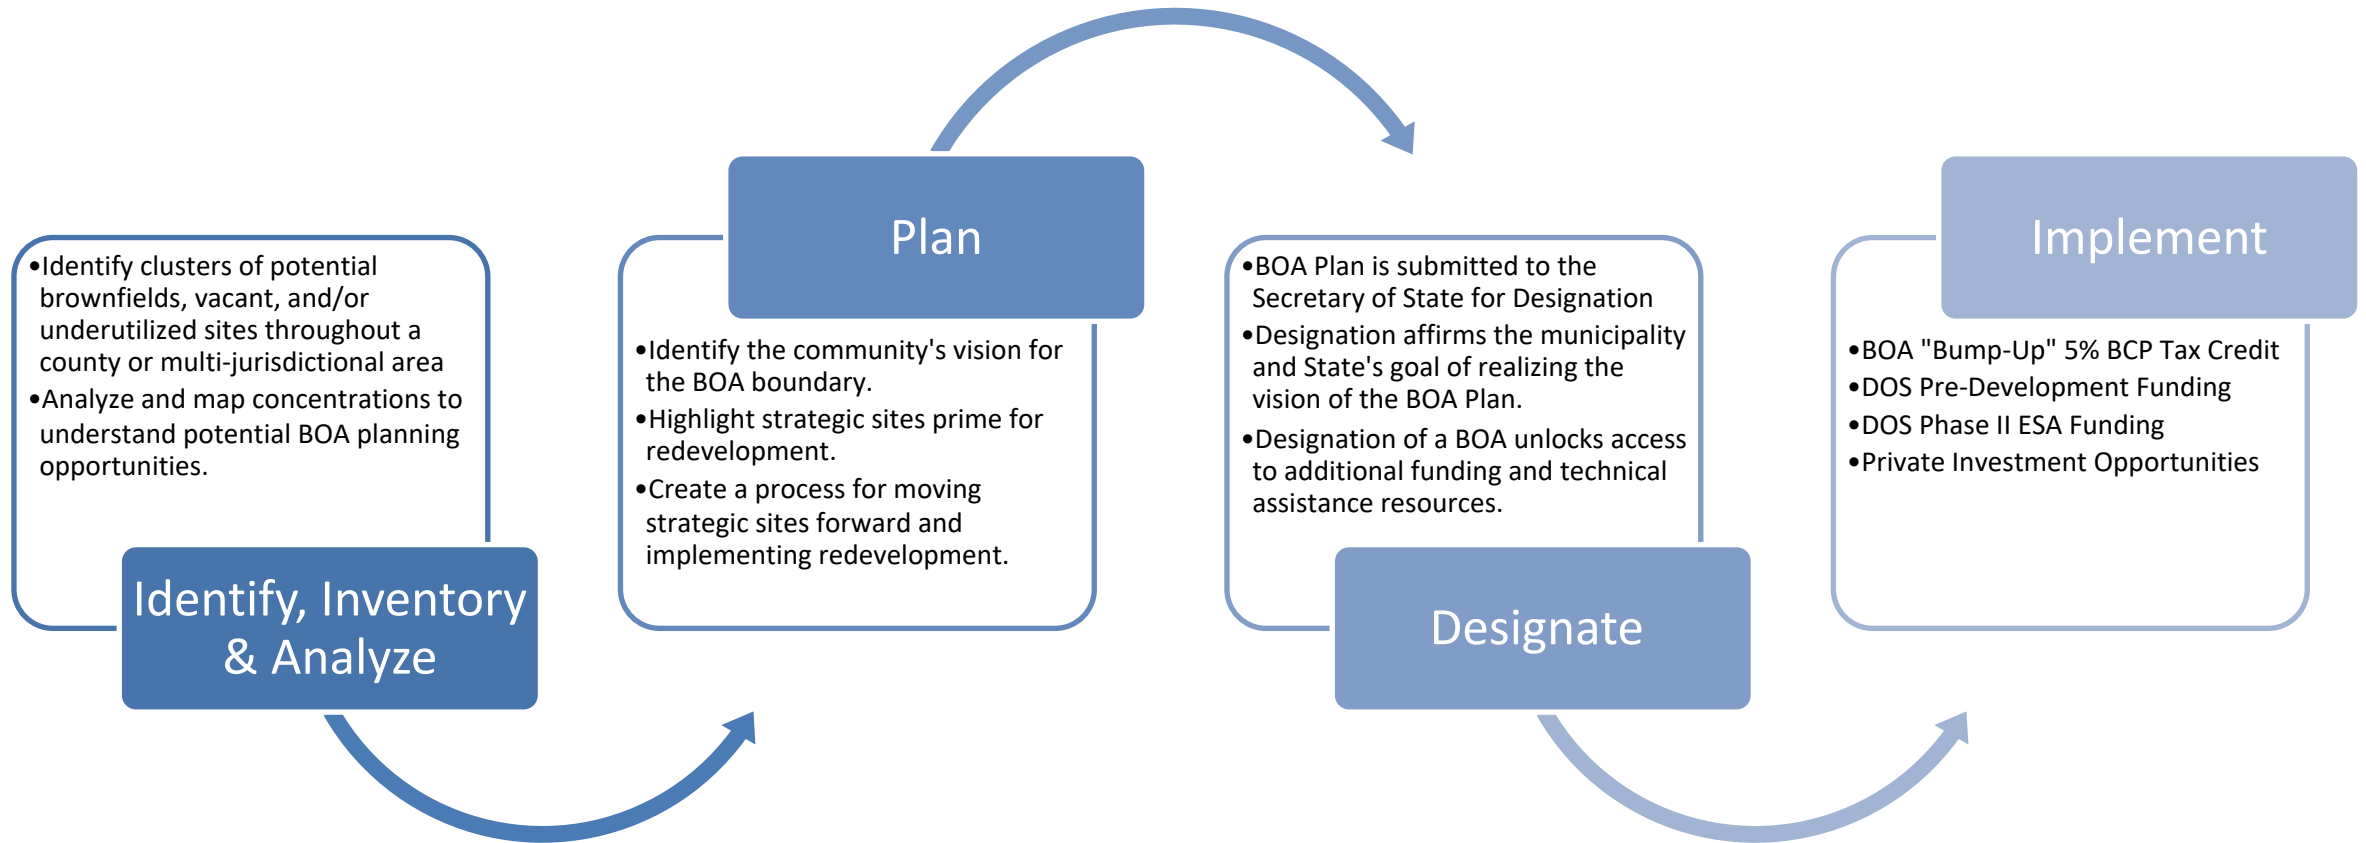 •Identify clusters of potential
brownfields, vacant, and/or
underutilized sites throughout a
county or multi-jurisdictional area
•Analyze and map concentrations to
understand potential BOA planning
opportunities.
Identify, Inventory
& Analyze
Plan
•Identify the community's vision for
the BOA boundary.
•Highlight strategic sites prime for
redevelopment.
•Create a process for moving
strategic sites forward and
implementing redevelopment.
•BOA Plan is submitted to the
Secretary of State for Designation
•Designation affirms the municipality
and State's goal of realizing the
vision of the BOA Plan.
•Designation of a BOA unlocks access
to additional funding and technical
assistance resources.
Designate
Implement
•BOA "Bump-Up" 5% BCP Tax Credit
•DOS Pre-Development Funding
•DOS Phase II ESA Funding
•Private Investment Opportunities